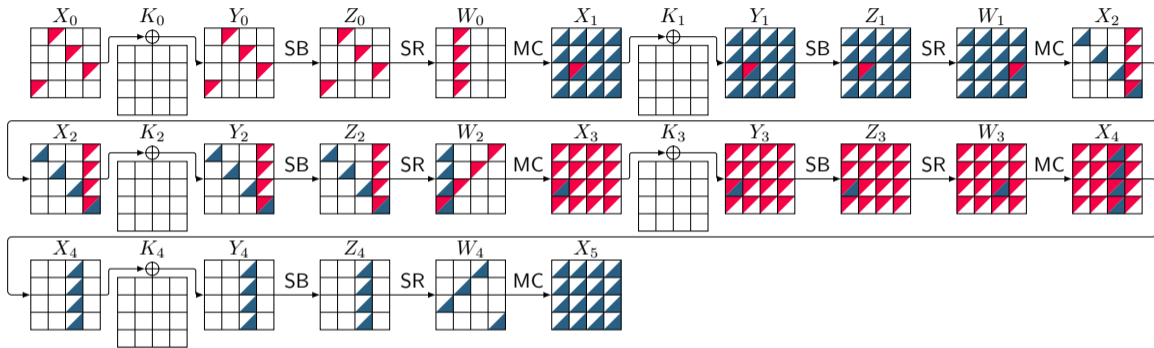 X₀ K₀ Y₀ Z₀ W₀ X₁ K₁ Y₁ Z₁ W₁ X₂
SB SR MC SB SR MC
X₂ K₂ Y₂ Z₂ W₂ X₃ K₃ Y₃ Z₃ W₃ X₄
SB SR MC SB SR MC
X₄ K₄ Y₄ Z₄ W₄ X₅
SB SR MC